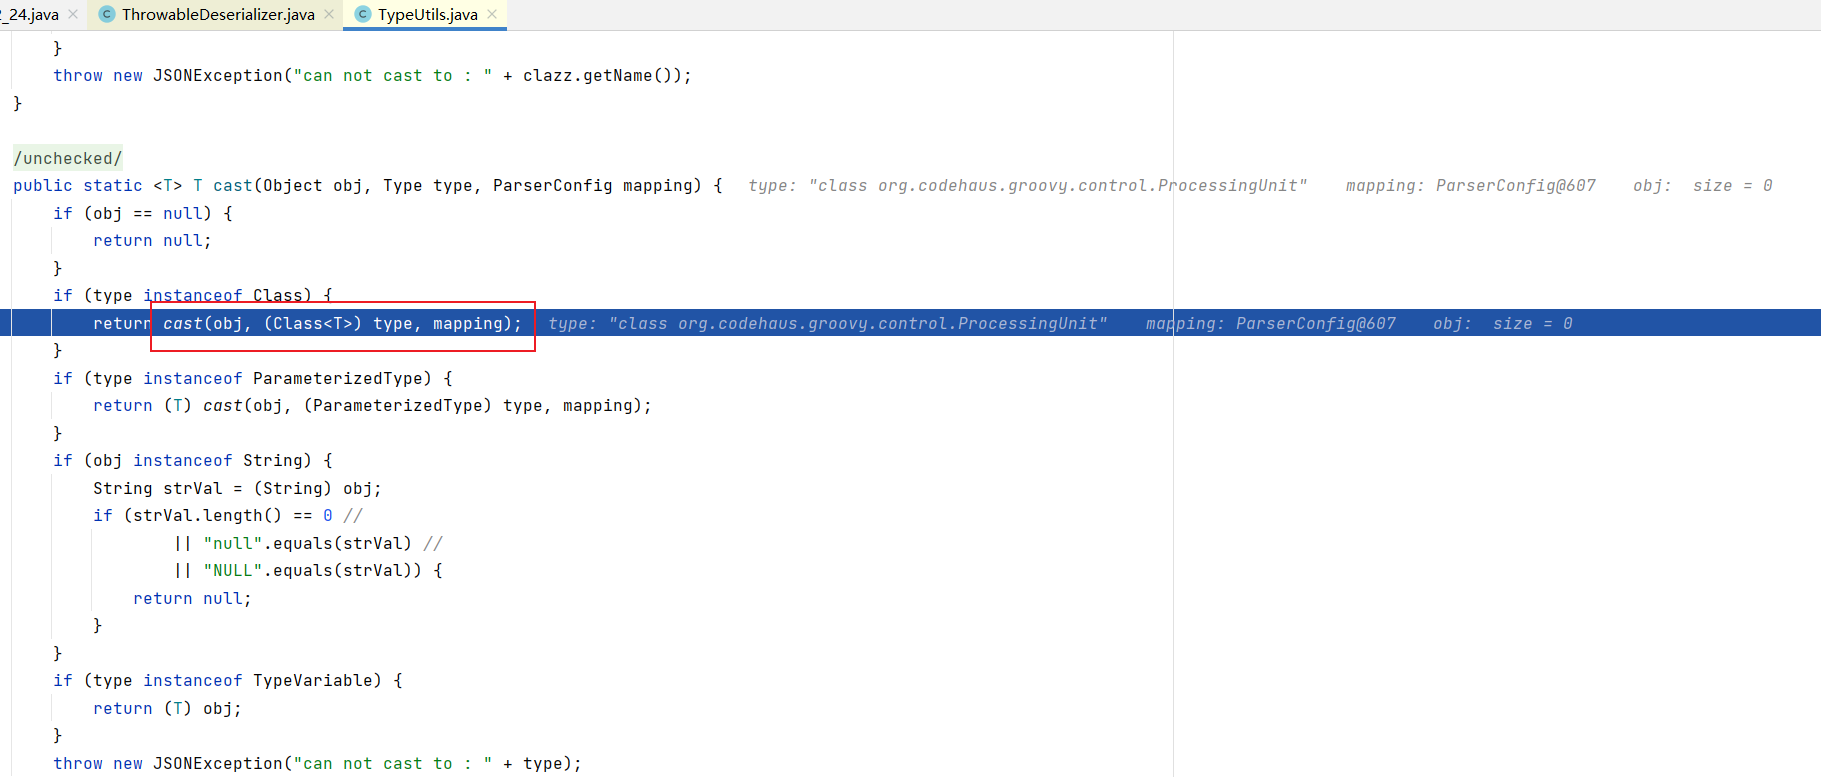 2_24.java ThrowableDeserializer.java TypeUtils.java
}
throw new JSONException("can not cast to : " + clazz.getName());
}
/unchecked/
public static <T> T cast(Object obj, Type type, ParserConfig mapping) { type: "class org.codehaus.groovy.control.ProcessingUnit" mapping: ParserConfig@607 obj: size = 0
if (obj == null) {
return null;
}
if (type instanceof Class) {
return cast(obj, (Class<T>) type, mapping); type: "class org.codehaus.groovy.control.ProcessingUnit" mapping: ParserConfig@607 obj: size = 0
}
if (type instanceof ParameterizedType) {
return (T) cast(obj, (ParameterizedType) type, mapping);
}
if (obj instanceof String) {
String strVal = (String) obj;
if (strVal.length() == 0 //
|| "null".equals(strVal) //
|| "NULL".equals(strVal)) {
return null;
}
}
if (type instanceof TypeVariable) {
return (T) obj;
}
throw new JSONException("can not cast to : " + type);